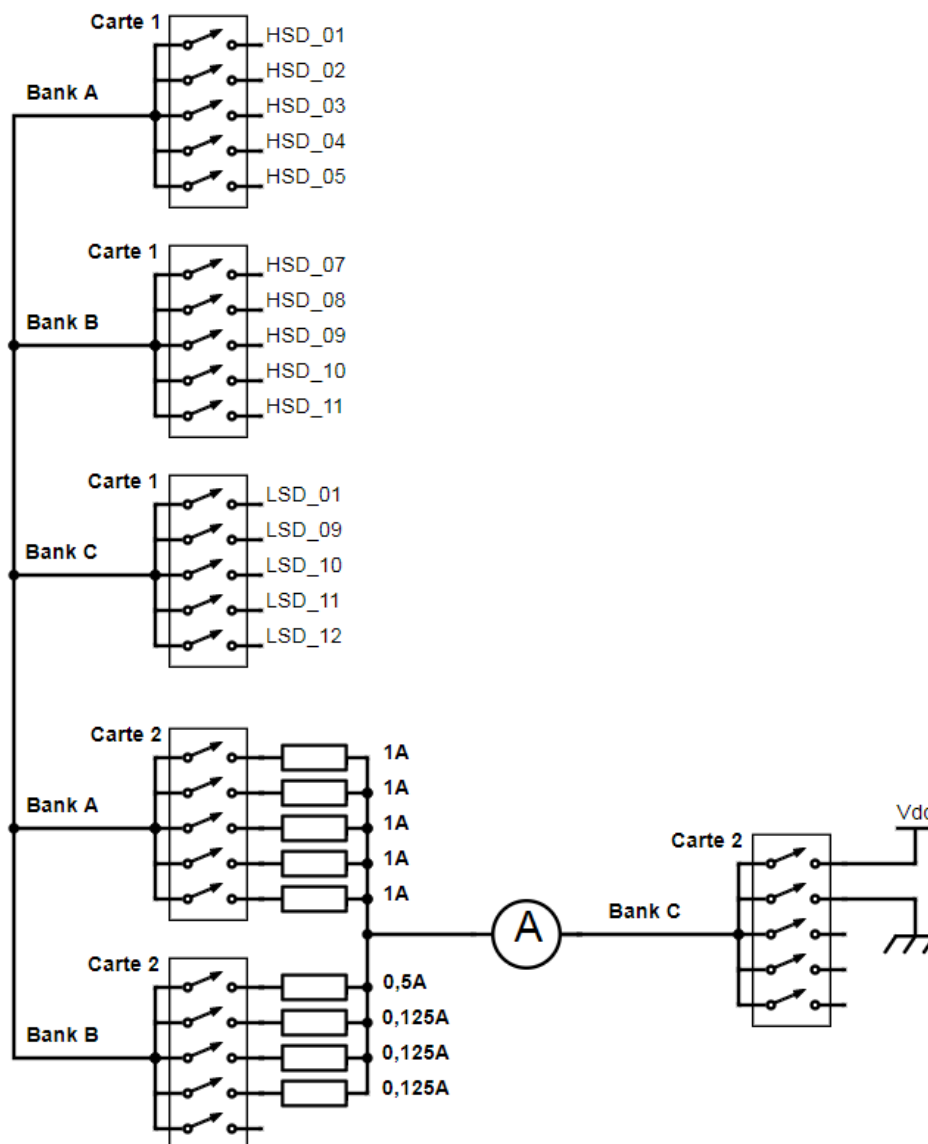 Carte 1
HSD_01
HSD_02
Bank A
HSD_03
HSD_04
HSD_05
Carte 1
HSD_07
HSD_08
Bank B
HSD_09
HSD_10
HSD_11
Carte 1
LSD_01
LSD_09
Bank C
LSD_10
LSD_11
LSD_12
Carte 2
1A
1A
Bank A
1A
1A
1A
Carte 2
0,5A
0,125A
Bank B
0,125A
0,125A
A
Bank C
Carte 2